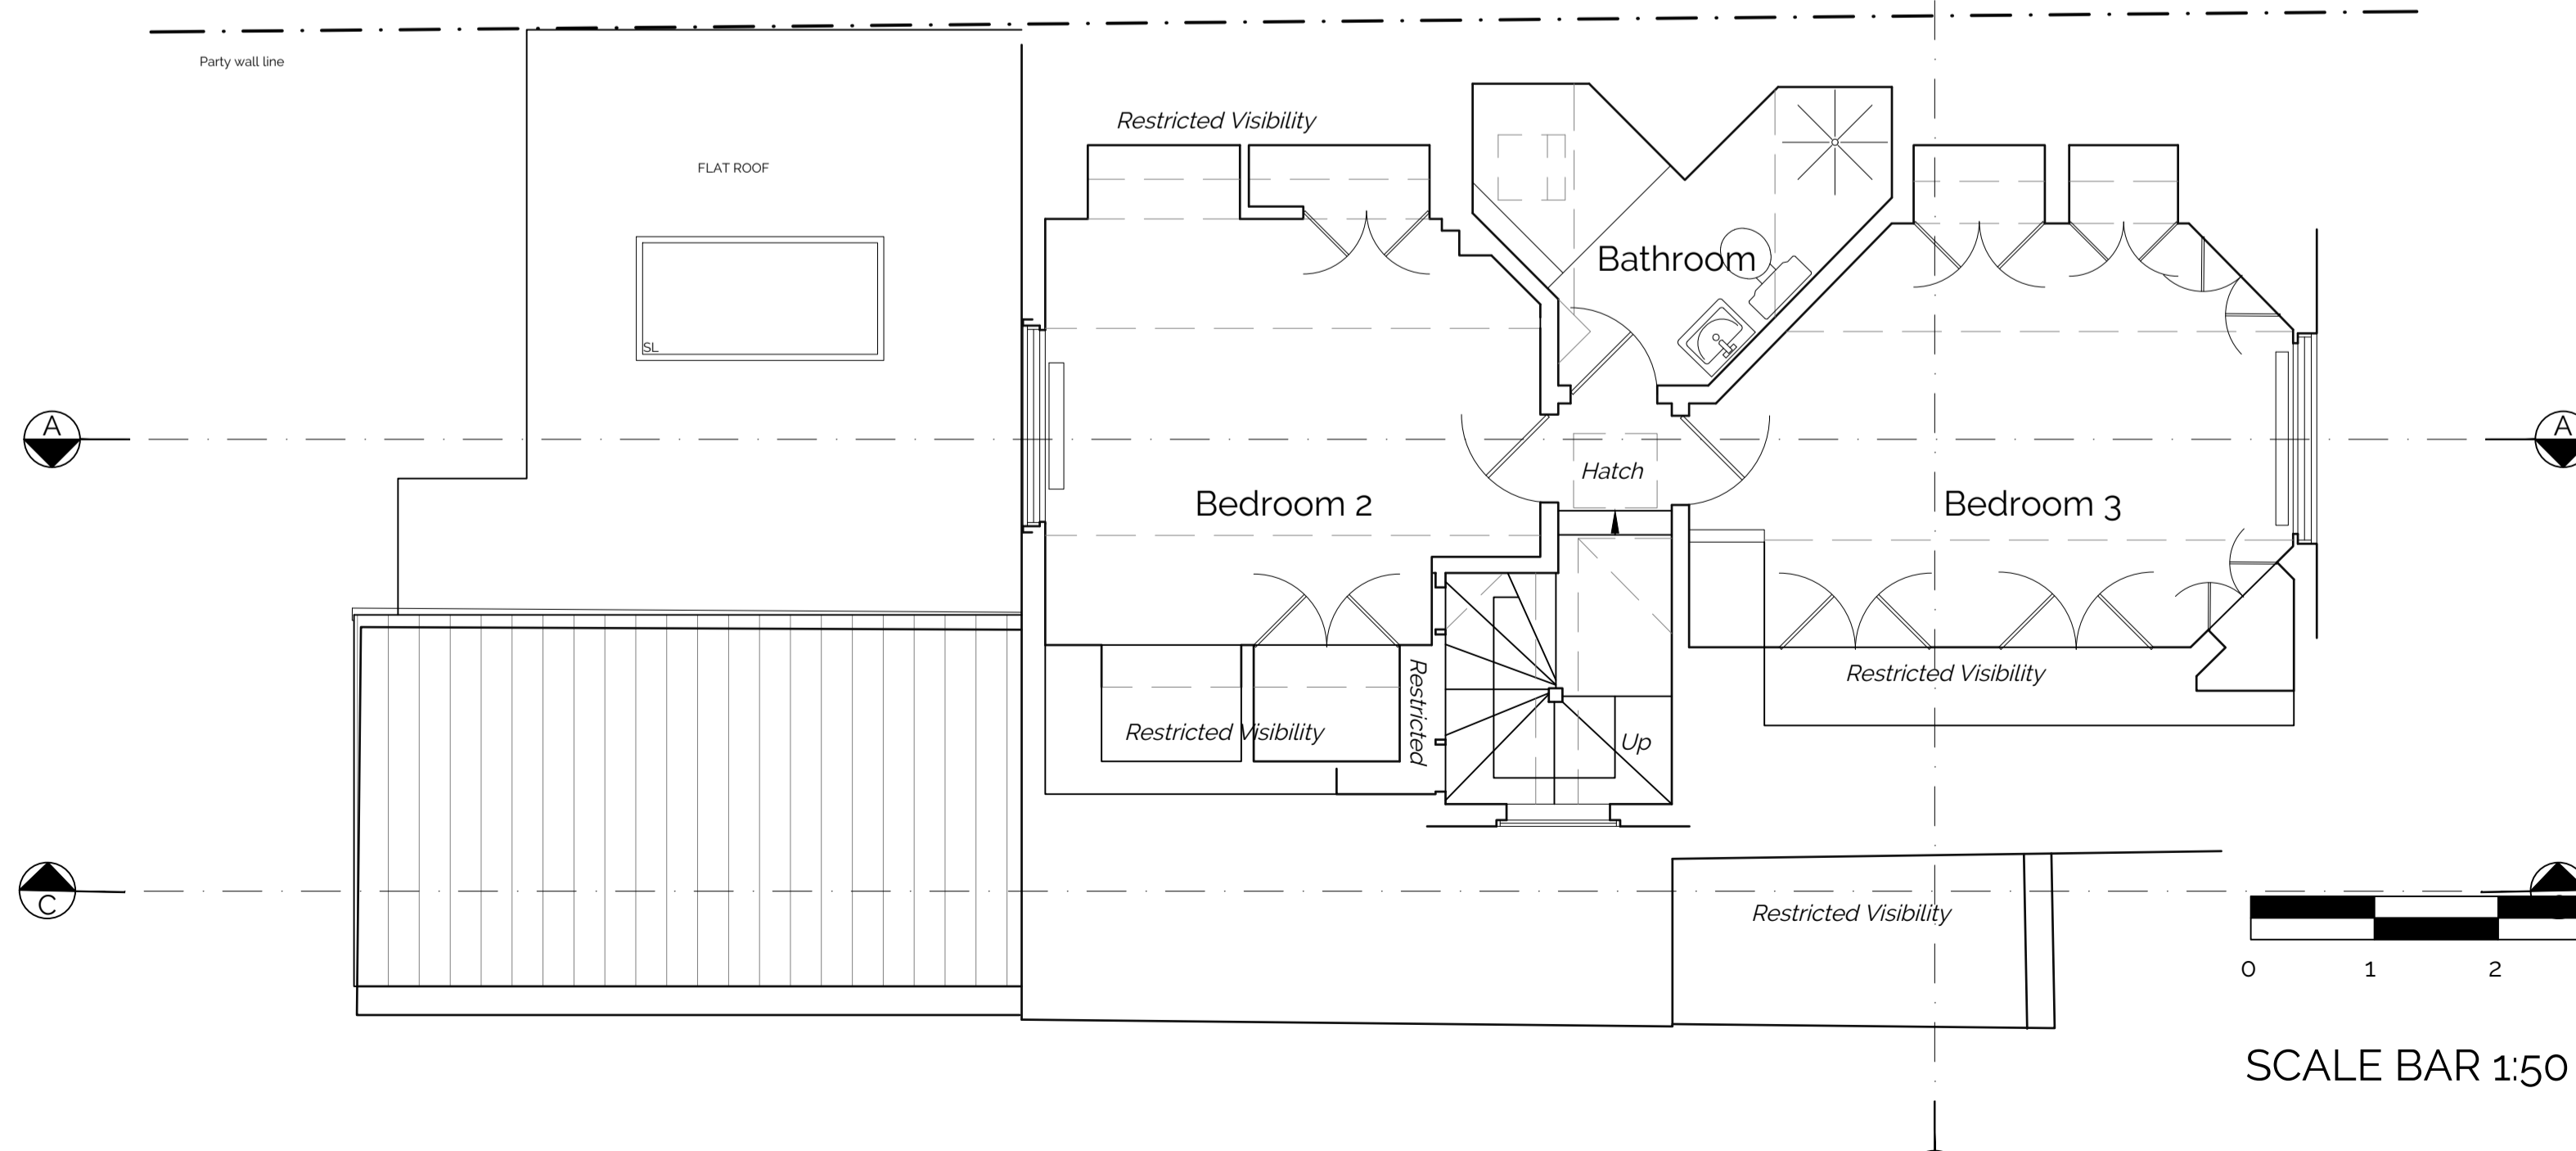 Party wall line
Restricted Visibility
FLAT ROOF
Bathroom
SL
A
A
Hatch
Bedroom 2
Bedroom 3
Restricted Visibility
Restricted
Restricted Visibility
Up
C
Restricted Visibility
0 1 2
SCALE BAR 1:50